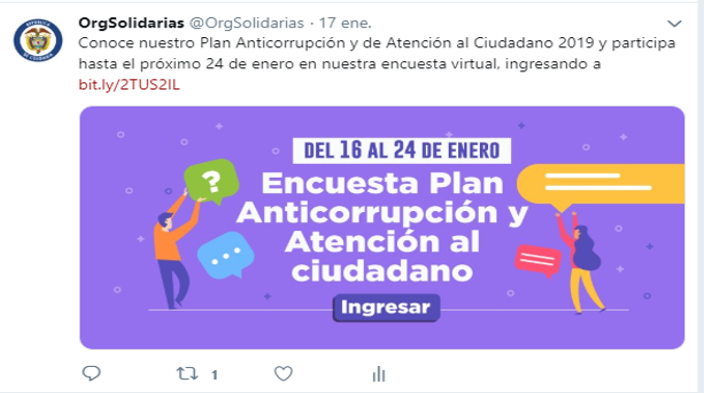 OrgSolidarias @OrgSolidarias · 17 ene.
Conoce nuestro Plan Anticorrupción y de Atención al Ciudadano 2019 y participa
hasta el próximo 24 de enero en nuestra encuesta virtual, ingresando a
bit.ly/2TUS2IL
DEL 16 AL 24 DE ENERO
?
Encuesta Plan
Anticorrupción y
Atención al
ciudadano
Ingresar
1